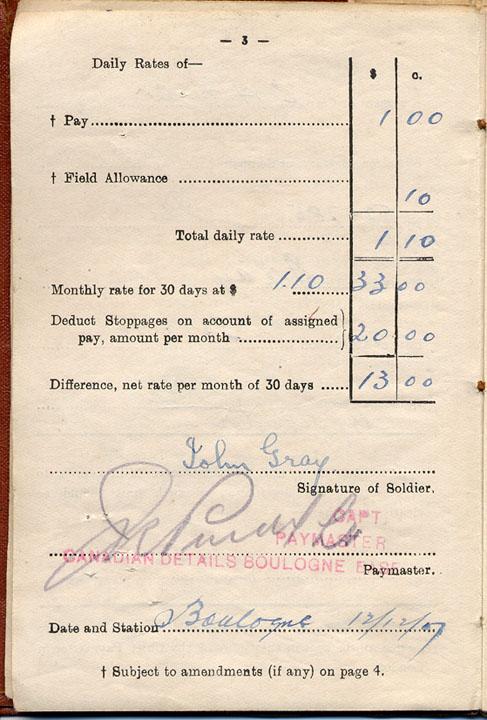 — 3 —
Daily Rates of—
$ c.
† Pay 1 00
† Field Allowance 10
Total daily rate 1 10
Monthly rate for 30 days at $ 1.10 33 00
Deduct Stoppages on account of assigned
pay, amount per month 20 00
Difference, net rate per month of 30 days 13 00
John Gray
Signature of Soldier.
CAPT
PAYMASTER
CANADIAN DETAILS BOULOGNE BASE
Paymaster.
Date and Station Boulogne 12/12/17
† Subject to amendments (if any) on page 4.